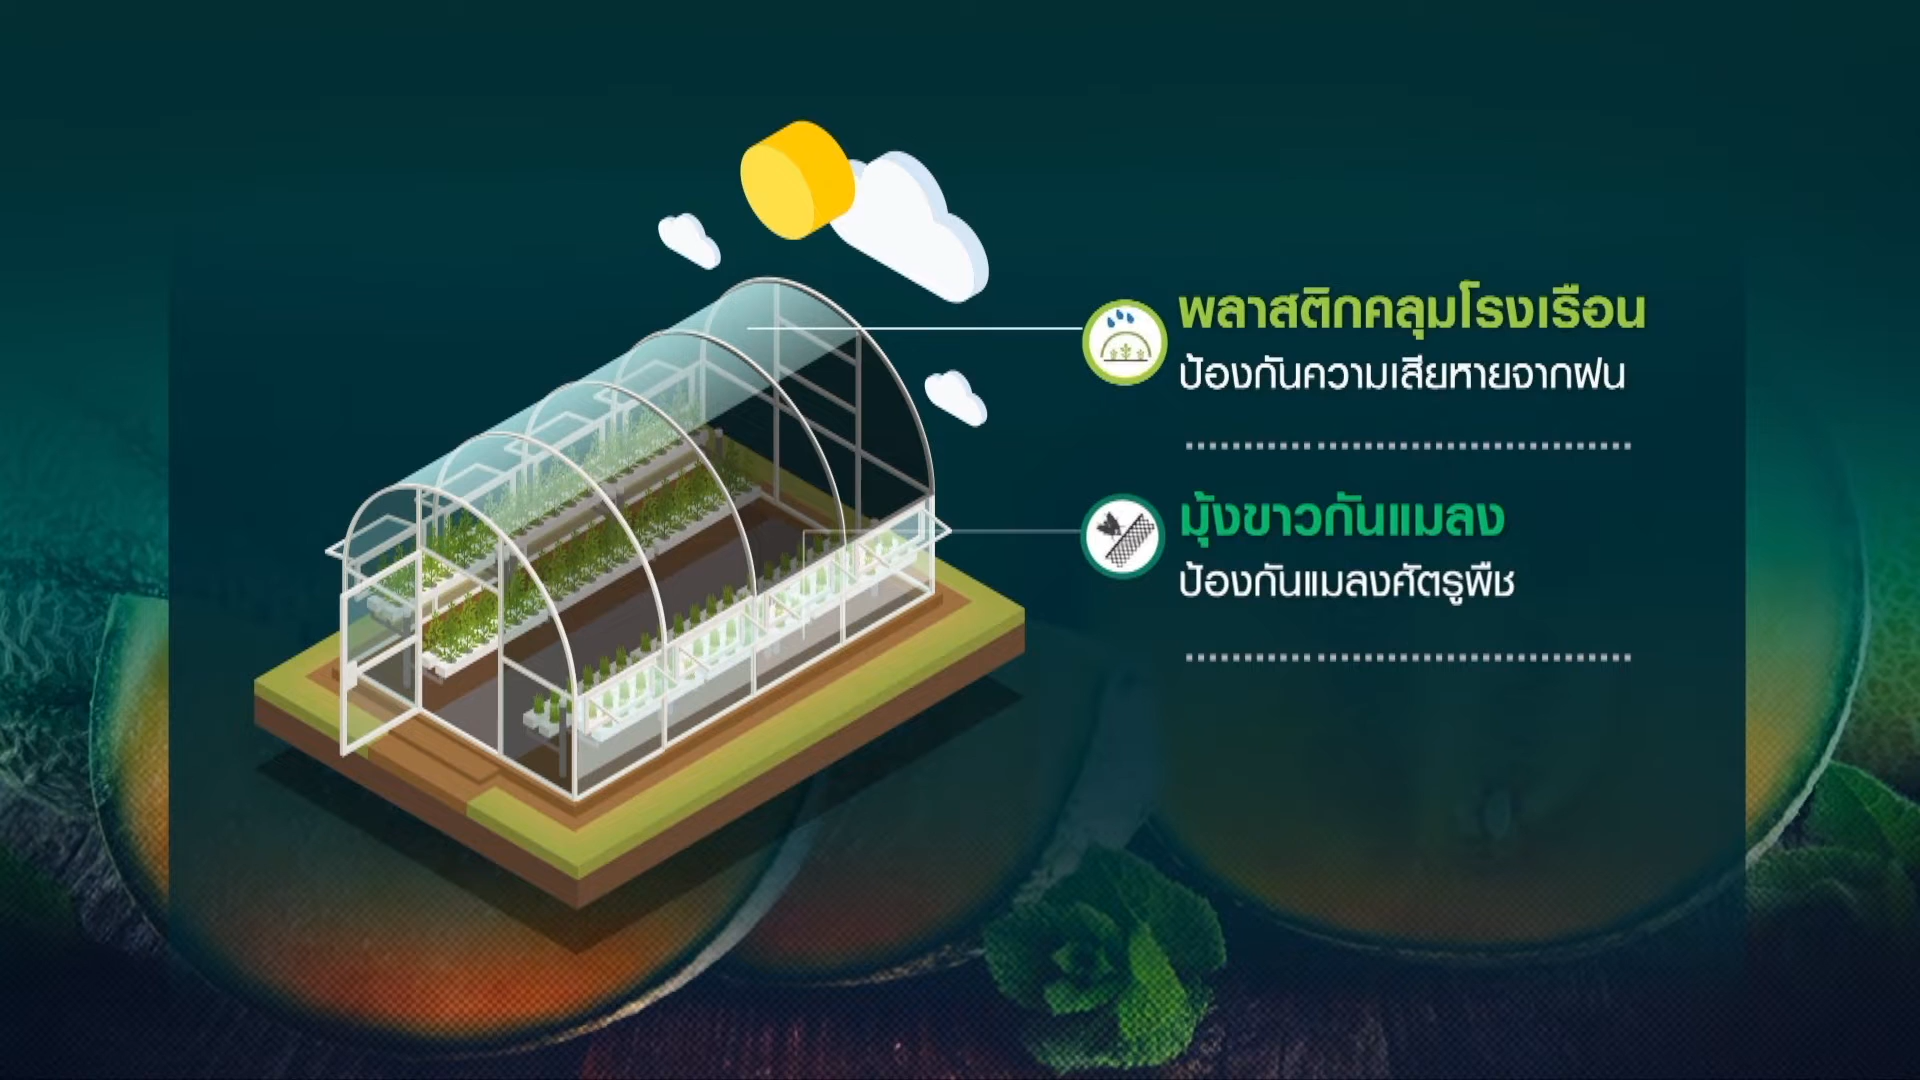 พลาสติกคลุมโรงเรือน
ป้องกันความเสียหายจากฝน
มุ้งขาวกันแมลง
ป้องกันแมลงศัตรูพืช